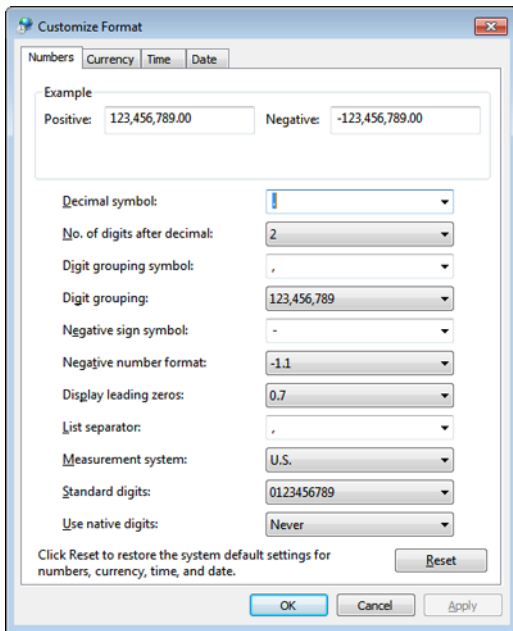 Customize Format
Numbers Currency Time Date
Example
Positive: 123,456,789.00 Negative: -123,456,789.00
Decimal symbol: .
No. of digits after decimal: 2
Digit grouping symbol: ,
Digit grouping: 123,456,789
Negative sign symbol: -
Negative number format: -1.1
Display leading zeros: 0.7
List separator: ,
Measurement system: U.S.
Standard digits: 0123456789
Use native digits: Never
Click Reset to restore the system default settings for
numbers, currency, time, and date.
Reset
OK Cancel Apply